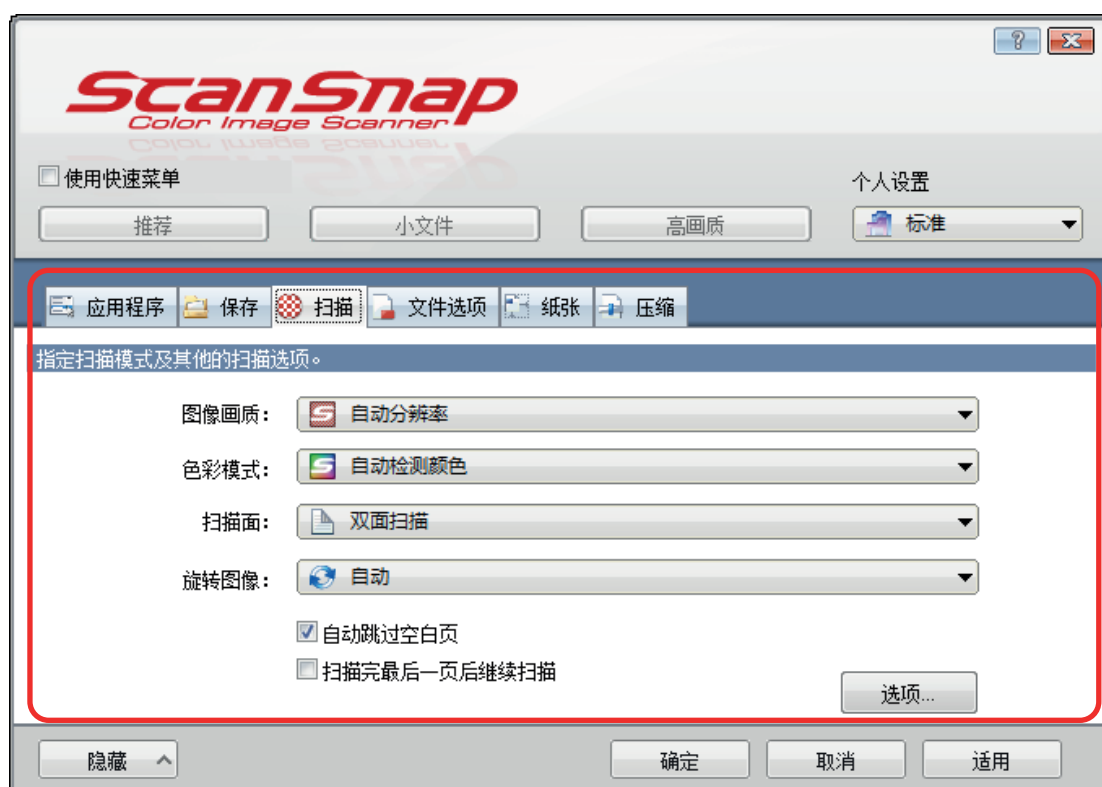 ScanSnap
Color Image Scanner
使用快速菜单
个人设置
推荐 小文件 高画质 标准
应用程序 保存 扫描 文件选项 纸张 压缩
指定扫描模式及其他的扫描选项。
图像画质： 自动分辨率
色彩模式： 自动检测颜色
扫描面： 双面扫描
旋转图像： 自动
自动跳过空白页
扫描完最后一页后继续扫描
选项...
隐藏 确定 取消 适用